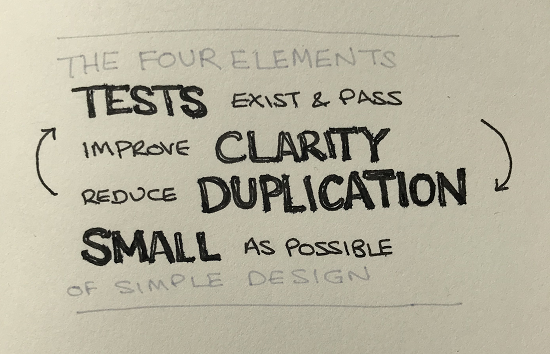 THE FOUR ELEMENTS
TESTS EXIST & PASS
IMPROVE CLARITY
REDUCE DUPLICATION
SMALL AS POSSIBLE
OF SIMPLE DESIGN